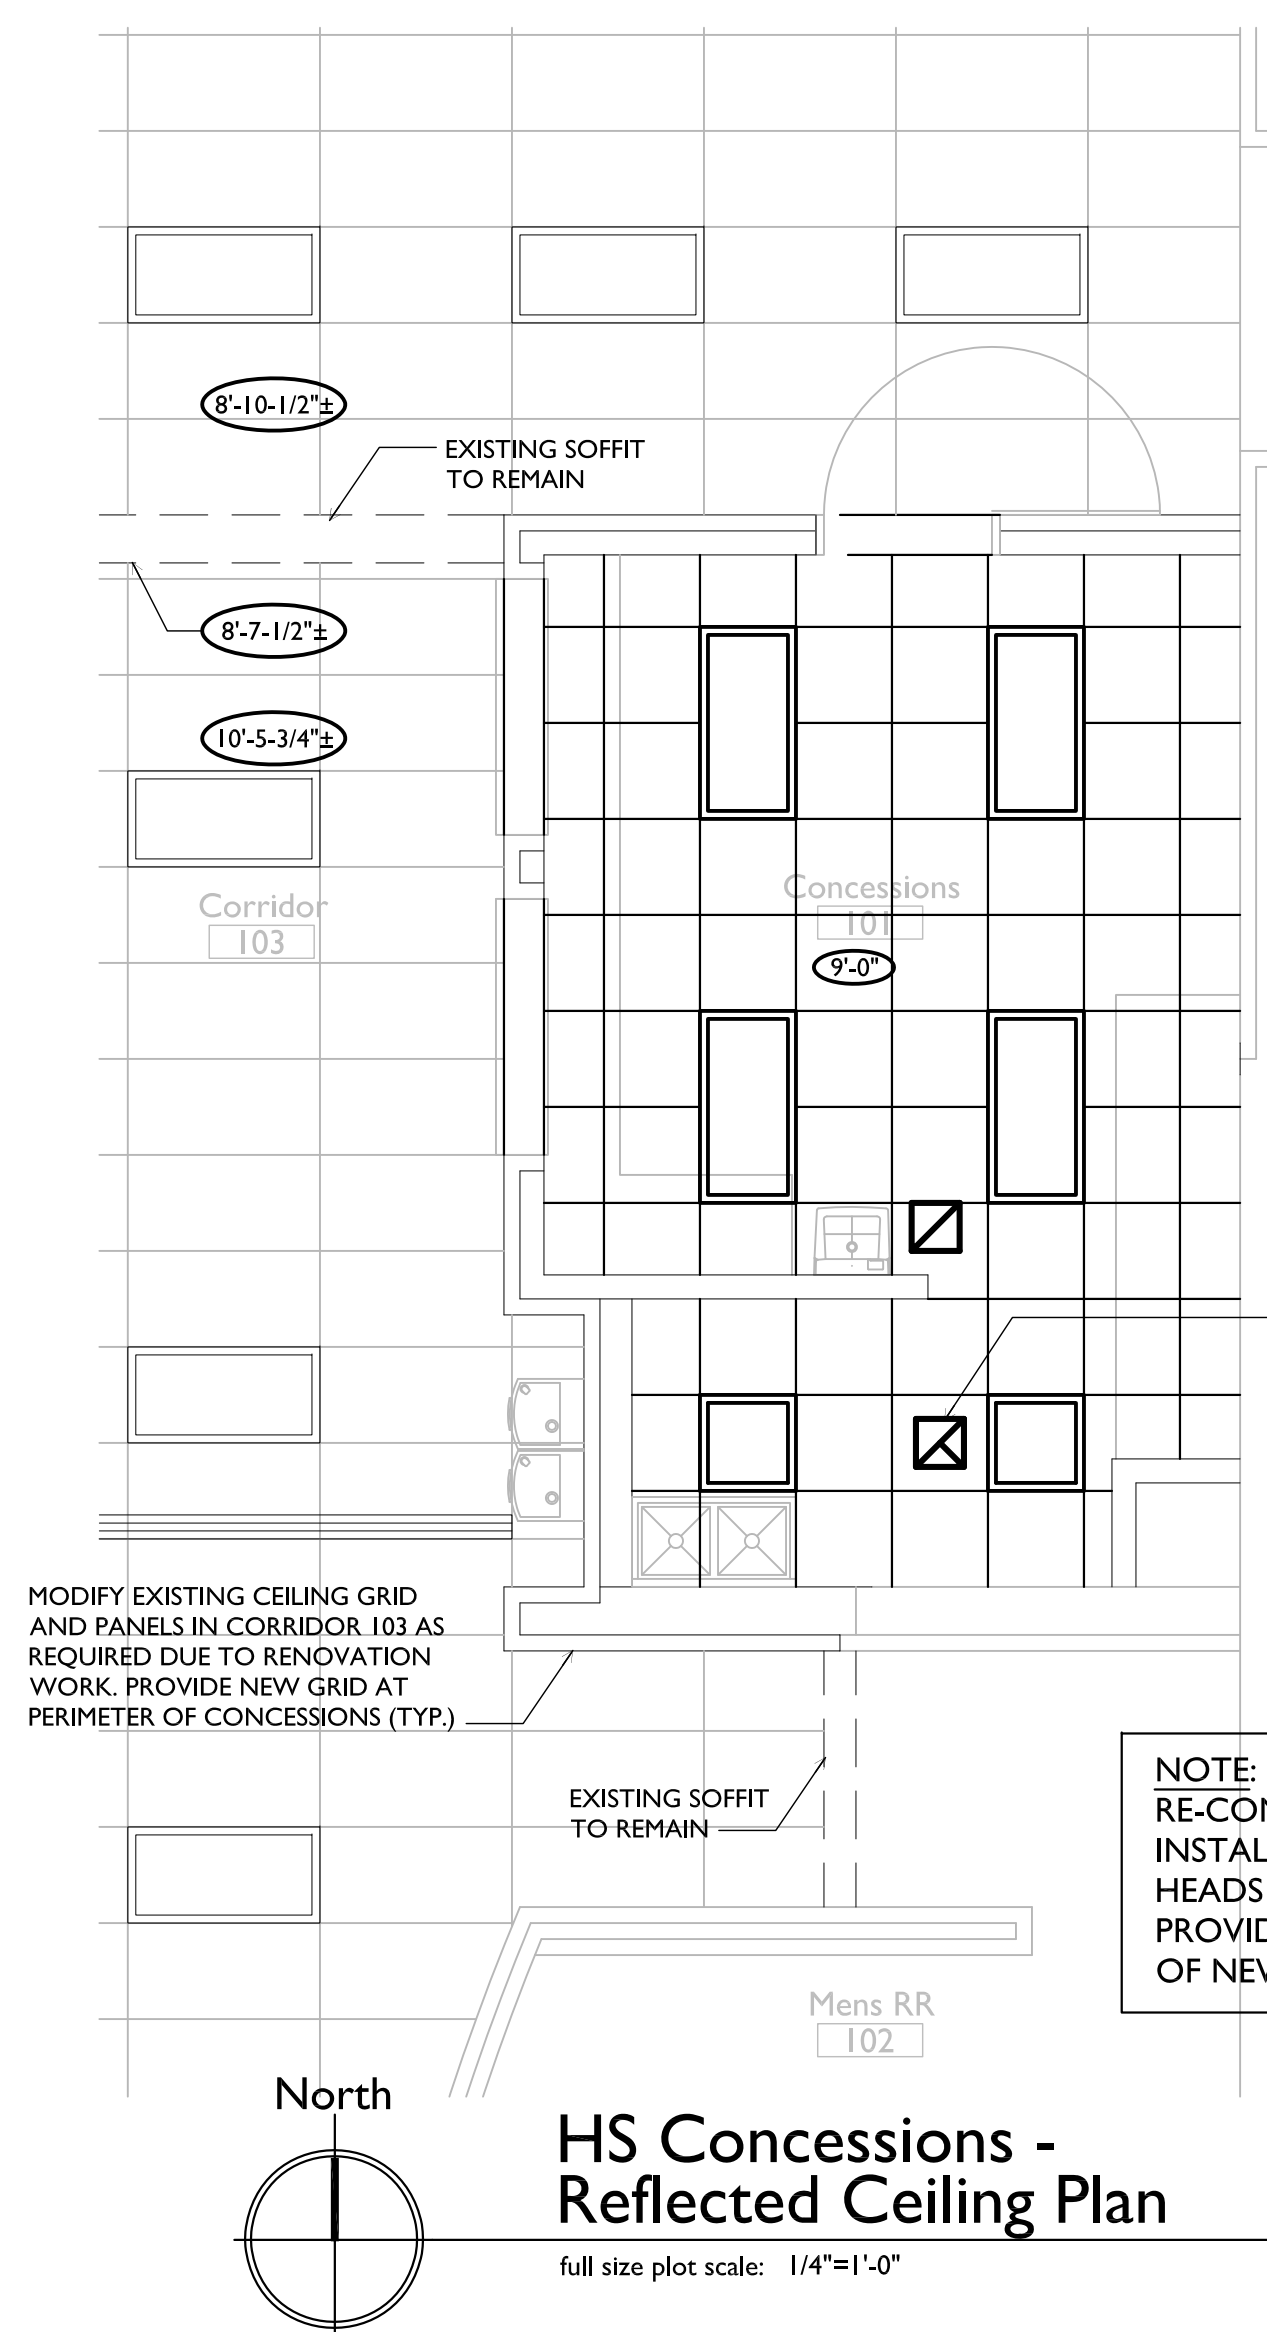 8'-10-1/2"±
EXISTING SOFFIT
TO REMAIN
8'-7-1/2"±
10'-5-3/4"±
Corridor
103
Concessions
101
9'-0"
MODIFY EXISTING CEILING GRID
AND PANELS IN CORRIDOR 103 AS
REQUIRED DUE TO RENOVATION
WORK. PROVIDE NEW GRID AT
PERIMETER OF CONCESSIONS (TYP.)
EXISTING SOFFIT
TO REMAIN
NOTE:
Mens RR
102
North
HS Concessions -
Reflected Ceiling Plan
full size plot scale: 1/4"=1'-0"
HEADS
OF